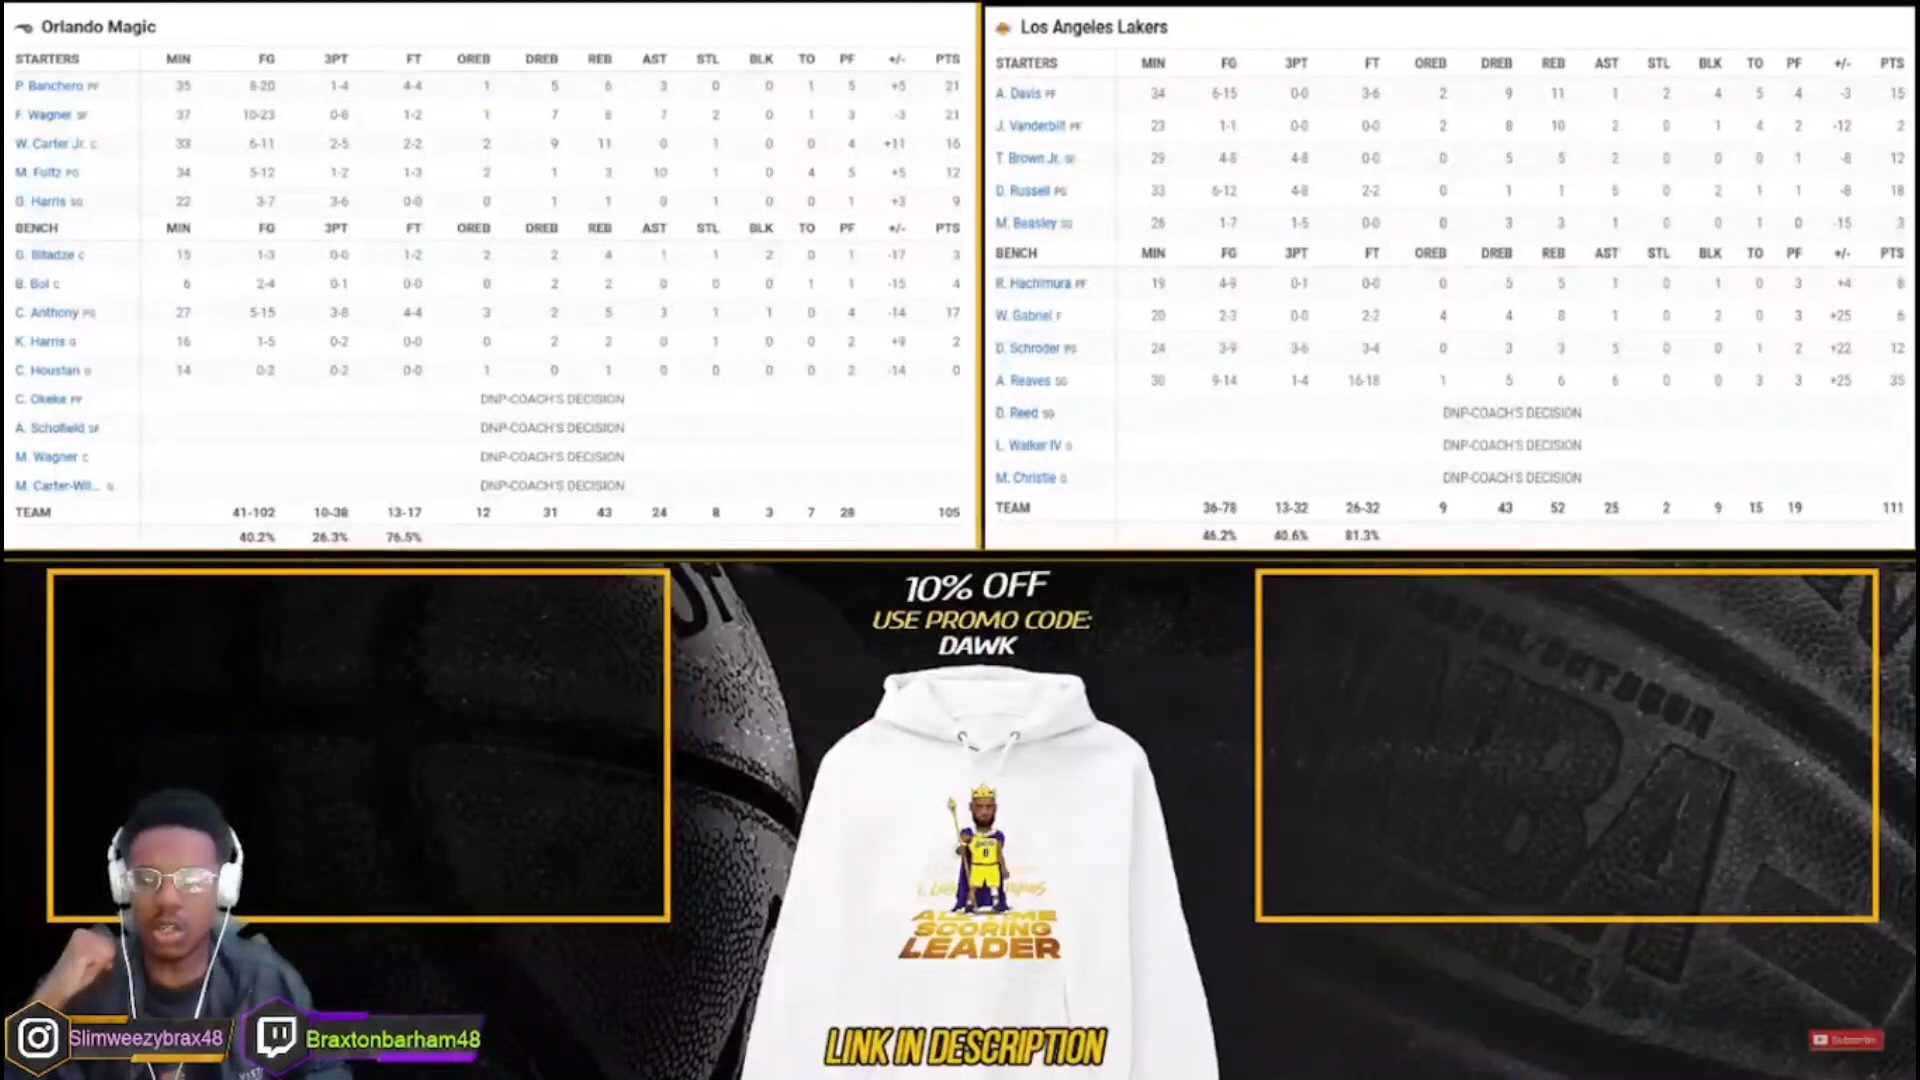 Orlando Magic
STARTERS MIN FG 3PT FT OREB DREB REB AST STL BLK TO PF +/- PTS
P. Banchero PF 35 8-20 1-4 4-4 1 5 6 3 0 0 1 5 +5 21
F. Wagner SF 37 10-23 0-8 1-2 1 7 8 7 2 0 1 3 -3 21
W. Carter Jr. C 33 6-11 2-5 2-2 2 9 11 0 1 0 0 4 +11 16
M. Fultz PG 34 5-12 1-2 1-3 2 1 3 10 1 0 4 5 +5 12
G. Harris SG 22 3-7 3-6 0-0 0 1 1 0 1 0 0 1 +3 9
BENCH MIN FG 3PT FT OREB DREB REB AST STL BLK TO PF +/- PTS
G. Bitadze C 15 1-3 0-0 1-2 2 2 4 1 1 2 0 1 -17 3
B. Bol C 6 2-4 0-1 0-0 0 2 2 0 0 0 1 1 -15 4
C. Anthony PG 27 5-15 3-8 4-4 3 2 5 3 1 1 0 4 -14 17
K. Harris G 16 1-5 0-2 0-0 0 2 2 0 1 0 0 2 +9 2
C. Houstan G 14 0-2 0-2 0-0 1 0 1 0 0 0 0 2 -14 0
C. Okeke PF DNP-COACH'S DECISION
A. Schofield SF DNP-COACH'S DECISION
M. Wagner C DNP-COACH'S DECISION
M. Carter-Wil... G DNP-COACH'S DECISION
TEAM 41-102 10-38 13-17 12 31 43 24 8 3 7 28 105
40.2% 26.3% 76.5%
Los Angeles Lakers
STARTERS MIN FG 3PT FT OREB DREB REB AST STL BLK TO PF +/- PTS
A. Davis PF 34 6-15 0-0 3-6 2 9 11 1 2 4 5 4 -3 15
J. Vanderbilt PF 23 1-1 0-0 0-0 2 8 10 2 0 1 4 2 -12 2
T. Brown Jr. SF 29 4-8 4-8 0-0 0 5 5 2 0 0 0 1 -8 12
D. Russell PG 33 6-12 4-8 2-2 0 1 1 6 0 2 1 1 -8 18
M. Beasley SG 26 1-7 1-5 0-0 0 3 3 1 0 0 1 0 -15 3
BENCH MIN FG 3PT FT OREB DREB REB AST STL BLK TO PF +/- PTS
R. Hachimura PF 19 4-9 0-1 0-0 0 5 5 1 0 1 0 3 +4 8
W. Gabriel F 20 2-3 0-0 2-2 4 4 8 1 0 2 0 3 +25 6
D. Schroder PG 24 3-9 3-6 3-4 0 3 3 5 0 0 1 2 +22 12
A. Reaves SG 30 9-14 1-4 16-18 1 5 6 6 0 0 3 3 +25 35
D. Reed SG DNP-COACH'S DECISION
L. Walker IV G DNP-COACH'S DECISION
M. Christie G DNP-COACH'S DECISION
TEAM 36-78 13-32 26-32 9 43 52 25 2 9 15 19 111
46.2% 40.6% 81.3%
10% OFF
USE PROMO CODE:
DAWK
ALL TIME
SCORING
LEADER
LINK IN DESCRIPTION
INDOOR/OUTDOOR
Slimweezybrax48
Braxtonbarham48
Subscribe